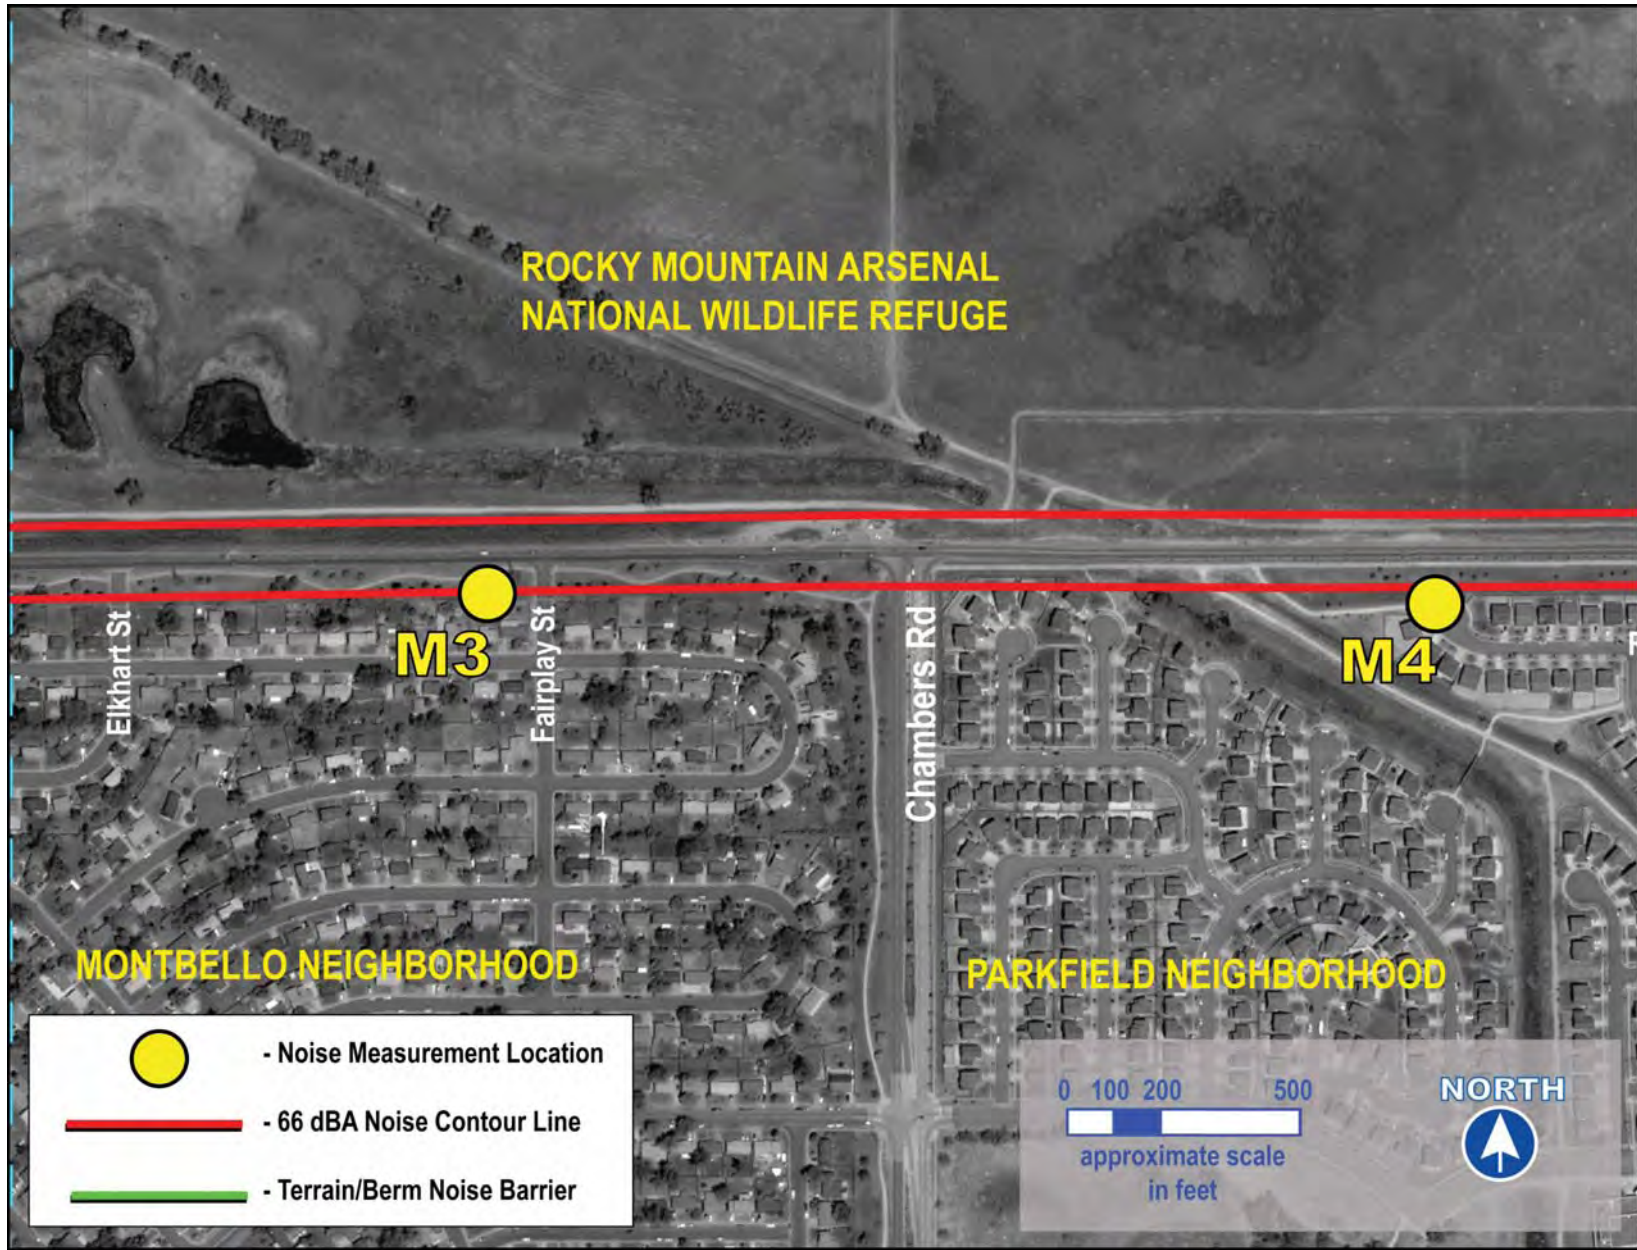 ROCKY MOUNTAIN ARSENAL
NATIONAL WILDLIFE REFUGE
M3
M4
Elkhart St
Fairplay St
Chambers Rd
R
MONTBELLO NEIGHBORHOOD
PARKFIELD NEIGHBORHOOD
- Noise Measurement Location
- 66 dBA Noise Contour Line
- Terrain/Berm Noise Barrier
0 100 200 500
approximate scale
in feet
NORTH